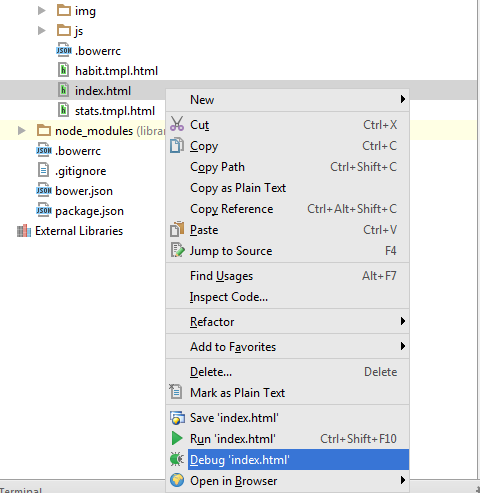 img
js
.bowerrc
habit.tmpl.html
index.html
stats.tmpl.html
node_modules (libra
.bowerrc
.gitignore
bower.json
package.json
External Libraries
New
Cut Ctrl+X
Copy Ctrl+C
Copy Path Ctrl+Shift+C
Copy as Plain Text
Copy Reference Ctrl+Alt+Shift+C
Paste Ctrl+V
Jump to Source F4
Find Usages Alt+F7
Inspect Code...
Refactor
Add to Favorites
Delete... Delete
Mark as Plain Text
Save 'index.html'
Run 'index.html' Ctrl+Shift+F10
Debug 'index.html'
Open in Browser
Terminal